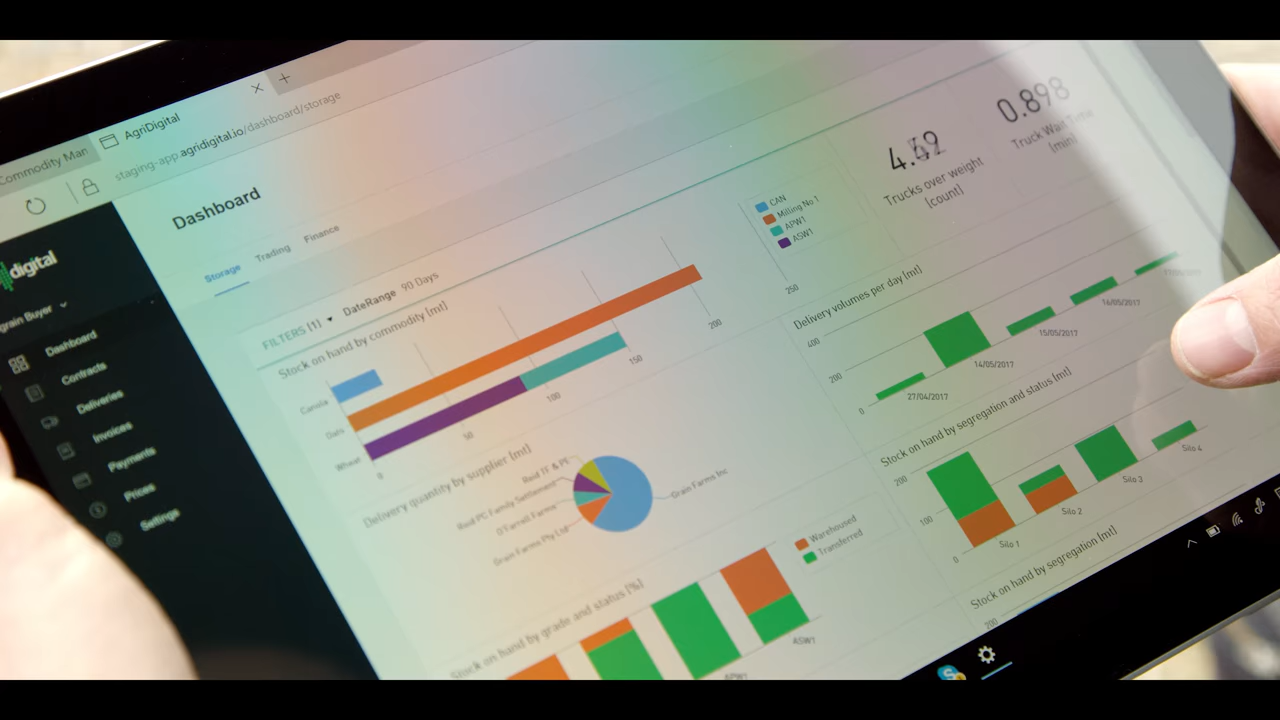 Commodity Man
AgriDigital
staging-app.agridigital.io/dashboard/storage
digital
grain Buyer
Dashboard
Contracts
Deliveries
Invoices
Payments
Prices
Settings
Dashboard
Storage Trading Finance
FILTERS (1) DateRange 90 Days
Stock on hand by commodity [mt]
Canola
Oats
Wheat
0 50 100 150 200 250
CAN
Milling No 1
APW1
ASW1
Trucks over weight
[count]
0.898
Truck Wait Time
[min]
Delivery quantity by supplier [mt]
Reid TF & PL
Reid PC Family Settlement
O'Farrell Farms
Grain Farms Pty Ltd
Grain Farms Inc
Delivery volumes per day [mt]
400
200
0
27/04/2017
14/05/2017
15/05/2017
16/05/2017
Stock on hand by segregation and status [mt]
200
100
0
Silo 1
Silo 2
Silo 3
Silo 4
Stock on hand by grade and status [%]
Warehoused
Transferred
APW1
ASW1
Stock on hand by segregation [mt]
200